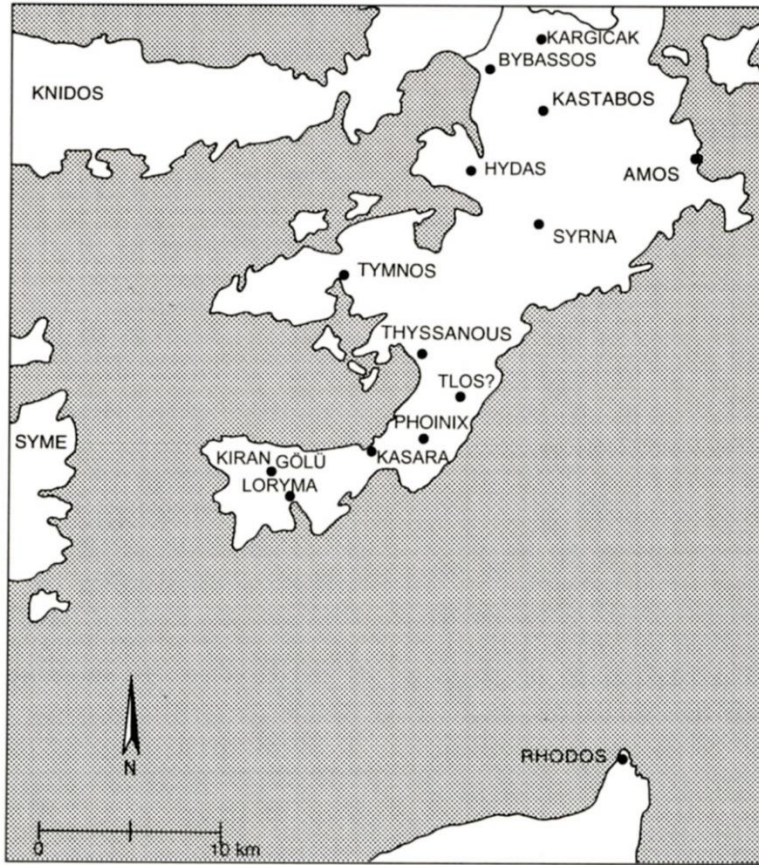 KARGICAK
BYBASSOS
KNIDOS
KASTABOS
HYDAS
AMOS
SYRNA
TYMNOS
THYSSANOUS
TLOS?
PHOINIX
SYME
KIRAN GÖLÜ
KASARA
LORYMA
N
RHODOS
0 10 km